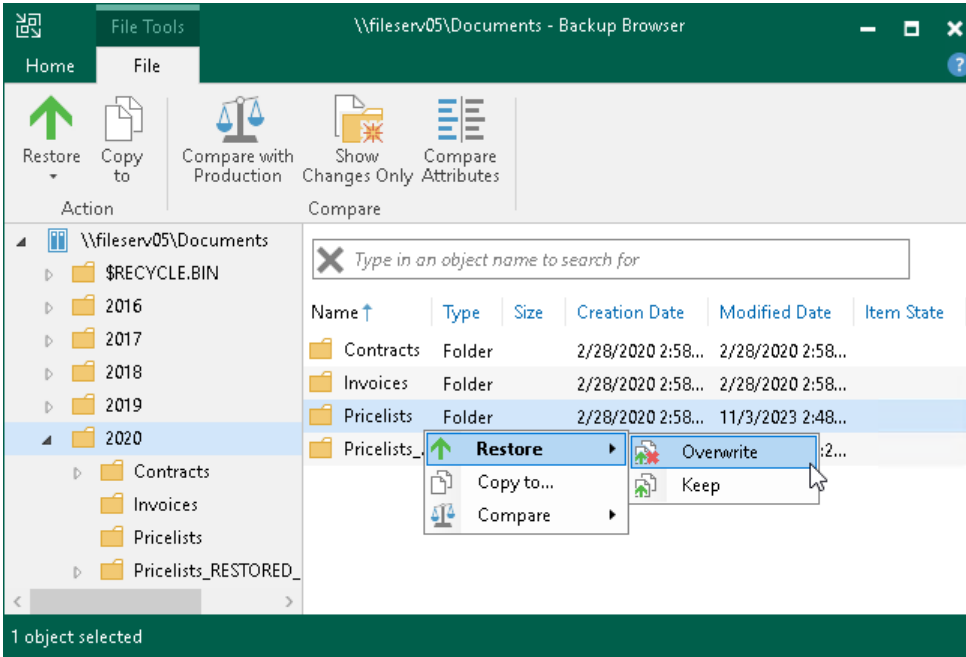 File Tools
\\fileserv05\Documents - Backup Browser
Home
File
?
Restore
Copy
to
Compare with
Production
Show
Changes Only
Compare
Attributes
Action
Compare
\\fileserv05\Documents
$RECYCLE.BIN
2016
2017
2018
2019
2020
Contracts
Invoices
Pricelists
Pricelists_RESTORED_
Type in an object name to search for
Name Type Size Creation Date Modified Date Item State
Contracts Folder 2/28/2020 2:58... 2/28/2020 2:58...
Invoices Folder 2/28/2020 2:58... 2/28/2020 2:58...
Pricelists Folder 2/28/2020 2:58... 11/3/2023 2:48...
Pricelists_ :2...
Restore
Copy to...
Compare
Overwrite
Keep
1 object selected